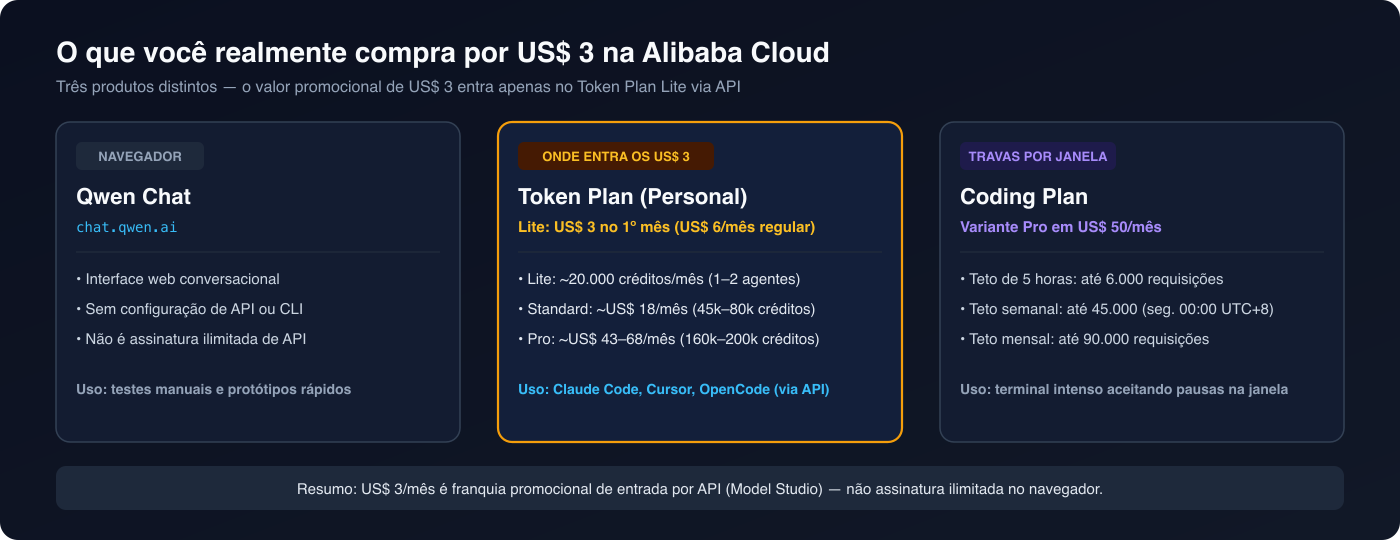 O que você realmente compra por US$ 3 na Alibaba Cloud
Três produtos distintos — o valor promocional de US$ 3 entra apenas no Token Plan Lite via API
NAVEGADOR
Qwen Chat
chat.qwen.ai
• Interface web conversacional
• Sem configuração de API ou CLI
• Não é assinatura ilimitada de API
Uso: testes manuais e protótipos rápidos
ONDE ENTRA OS US$ 3
Token Plan (Personal)
Lite: US$ 3 no 1º mês (US$ 6/mês regular)
• Lite: ~20.000 créditos/mês (1–2 agentes)
• Standard: ~US$ 18/mês (45k–80k créditos)
• Pro: ~US$ 43–68/mês (160k–200k créditos)
Uso: Claude Code, Cursor, OpenCode (via API)
TRAVAS POR JANELA
Coding Plan
Variante Pro em US$ 50/mês
• Teto de 5 horas: até 6.000 requisições
• Teto semanal: até 45.000 (seg. 00:00 UTC+8)
• Teto mensal: até 90.000 requisições
Uso: terminal intenso aceitando pausas na janela
Resumo: US$ 3/mês é franquia promocional de entrada por API (Model Studio) — não assinatura ilimitada no navegador.